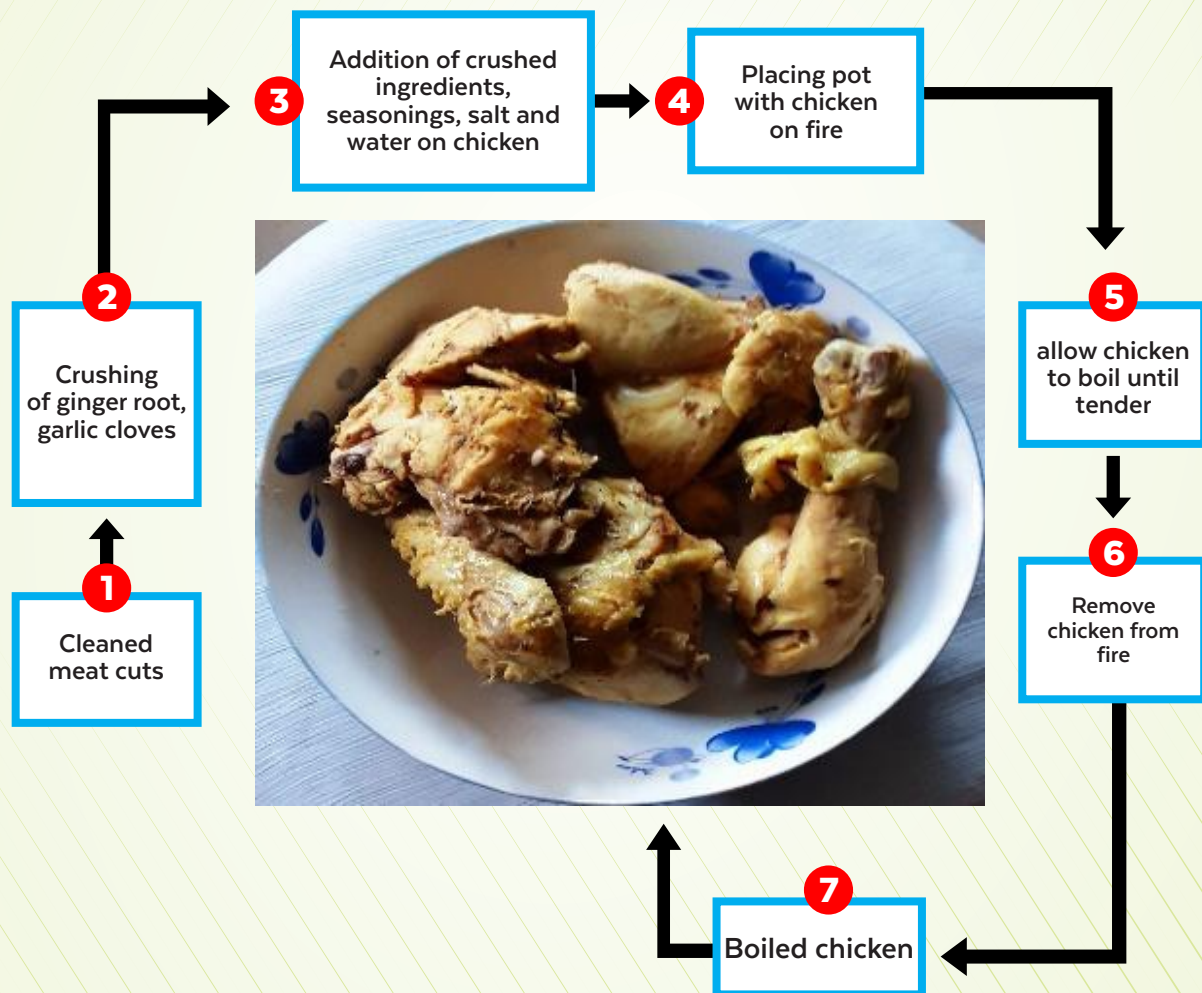 1
Cleaned
meat cuts
2
Crushing
of ginger root,
garlic cloves
3
Addition of crushed
ingredients,
seasonings, salt and
water on chicken
4
Placing pot
with chicken
on fire
5
allow chicken
to boil until
tender
6
Remove
chicken from
fire
7
Boiled chicken